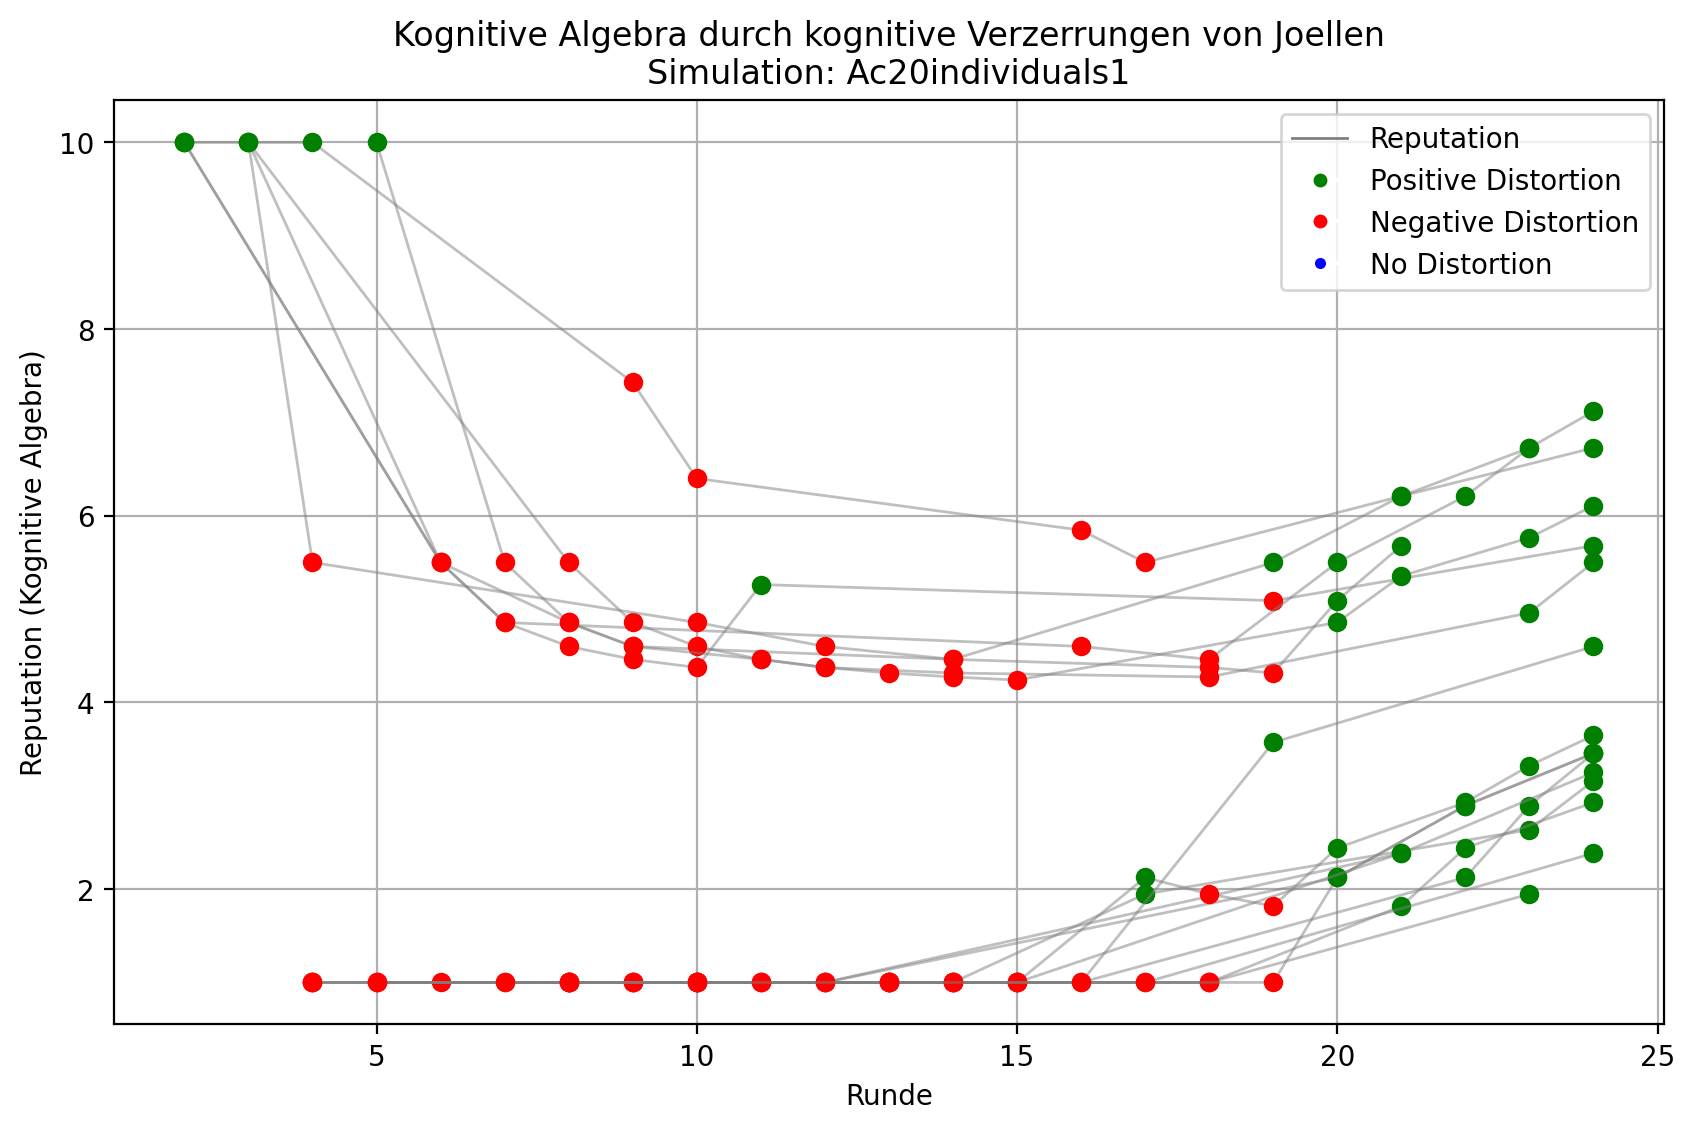 Kognitive Algebra durch kognitive Verzerrungen von Joellen
Simulation: Ac20individuals1
Reputation
Positive Distortion
Negative Distortion
No Distortion
Reputation (Kognitive Algebra)
10
8
6
4
2
5
10
15
20
25
Runde